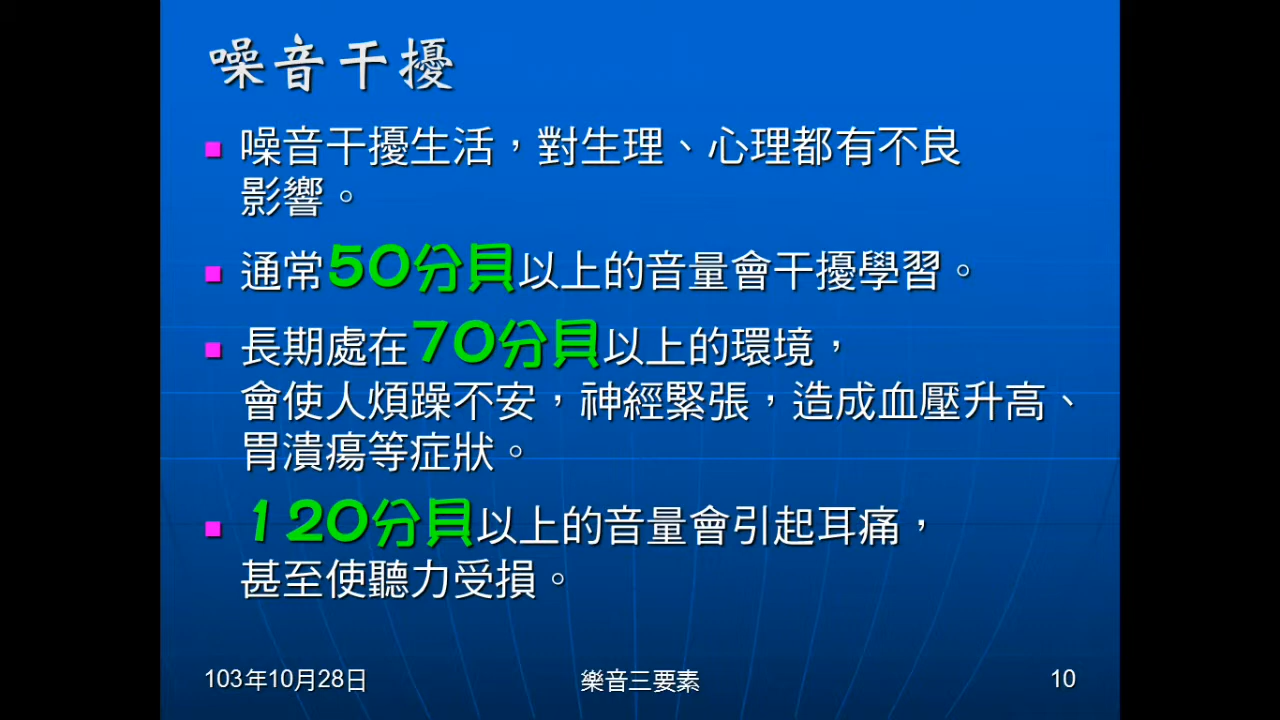 噪音干擾
噪音干擾生活，對生理、心理都有不良
影響。
通常50分貝以上的音量會干擾學習。
長期處在70分貝以上的環境，
會使人煩躁不安，神經緊張，造成血壓升高、
胃潰瘍等症狀。
120分貝以上的音量會引起耳痛，
甚至使聽力受損。
103年10月28日
樂音三要素
10